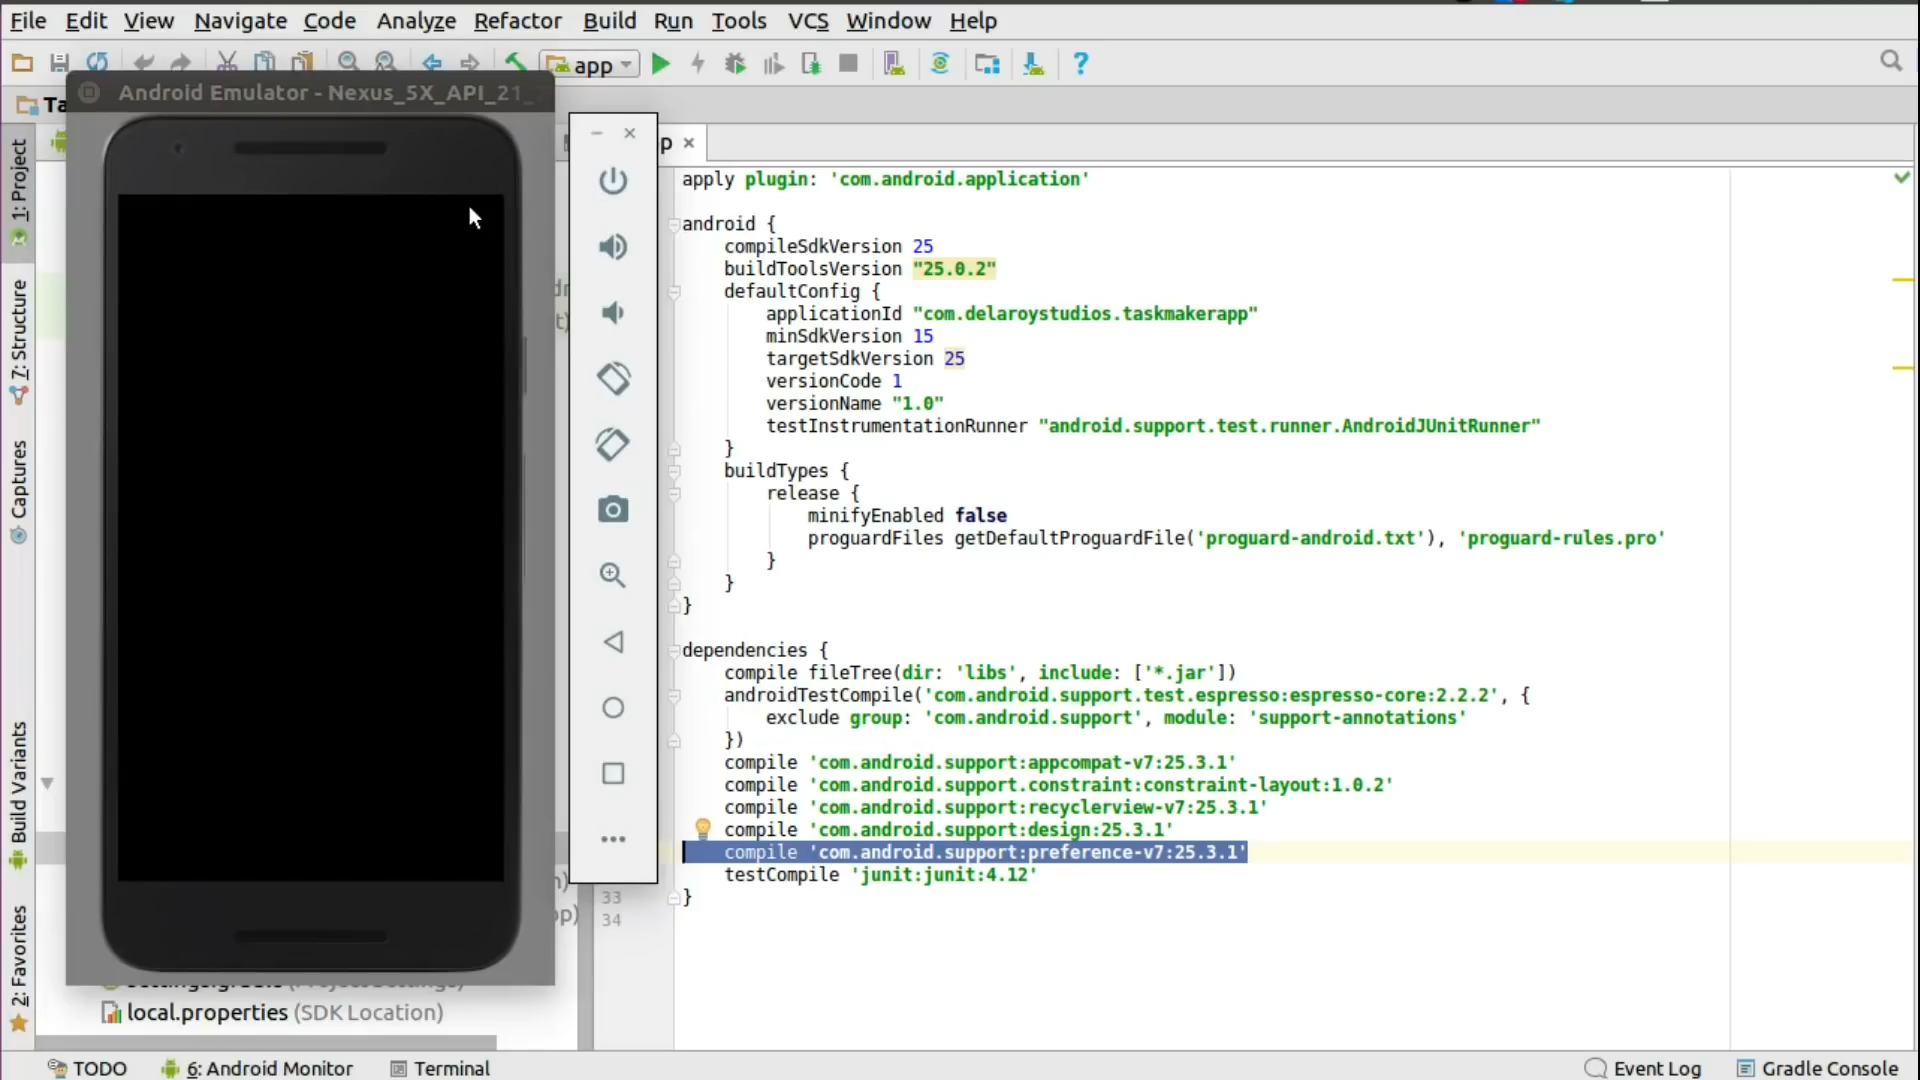 File Edit View Navigate Code Analyze Refactor Build Run Tools VCS Window Help
app
Android Emulator - Nexus_5X_API_21_
Ta
1: Project
7: Structure
Captures
Build Variants
2: Favorites
p
apply plugin: 'com.android.application'
android {
compileSdkVersion 25
buildToolsVersion "25.0.2"
defaultConfig {
applicationId "com.delaroystudios.taskmakerapp"
minSdkVersion 15
targetSdkVersion 25
versionCode 1
versionName "1.0"
testInstrumentationRunner "android.support.test.runner.AndroidJUnitRunner"
}
buildTypes {
release {
minifyEnabled false
proguardFiles getDefaultProguardFile('proguard-android.txt'), 'proguard-rules.pro'
}
}
}
dependencies {
compile fileTree(dir: 'libs', include: ['*.jar'])
androidTestCompile('com.android.support.test.espresso:espresso-core:2.2.2', {
exclude group: 'com.android.support', module: 'support-annotations'
})
compile 'com.android.support:appcompat-v7:25.3.1'
compile 'com.android.support.constraint:constraint-layout:1.0.2'
compile 'com.android.support:recyclerview-v7:25.3.1'
compile 'com.android.support:design:25.3.1'
compile 'com.android.support:preference-v7:25.3.1'
testCompile 'junit:junit:4.12'
33 }
34
local.properties (SDK Location)
TODO 6: Android Monitor Terminal Event Log Gradle Console